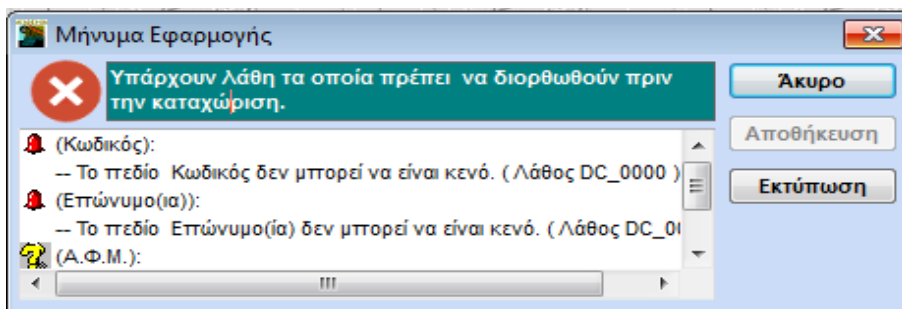 Μήνυμα Εφαρμογής
Υπάρχουν Λάθη τα οποία πρέπει να διορθωθούν πριν
την καταχώριση.
Άκυρο
Αποθήκευση
Εκτύπωση
(Κωδικός):
-- Το πεδίο Κωδικός δεν μπορεί να είναι κενό. ( Λάθος DC_0000 )
(Επώνυμο(ια)):
-- Το πεδίο Επώνυμο(ία) δεν μπορεί να είναι κενό. ( Λάθος DC_00
(Α.Φ.Μ.):